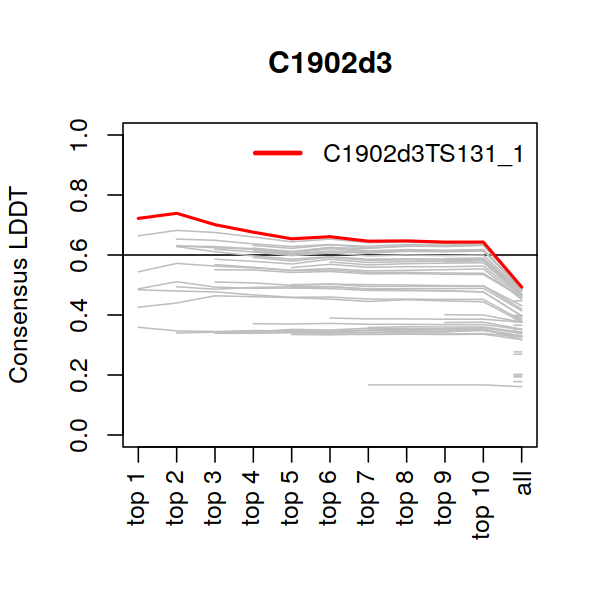 C1902d3
C1902d3TS131_1
Consensus LDDT
1.0
0.8
0.6
0.4
0.2
0.0
top 1
top 2
top 3
top 4
top 5
top 6
top 7
top 8
top 9
top 10
all